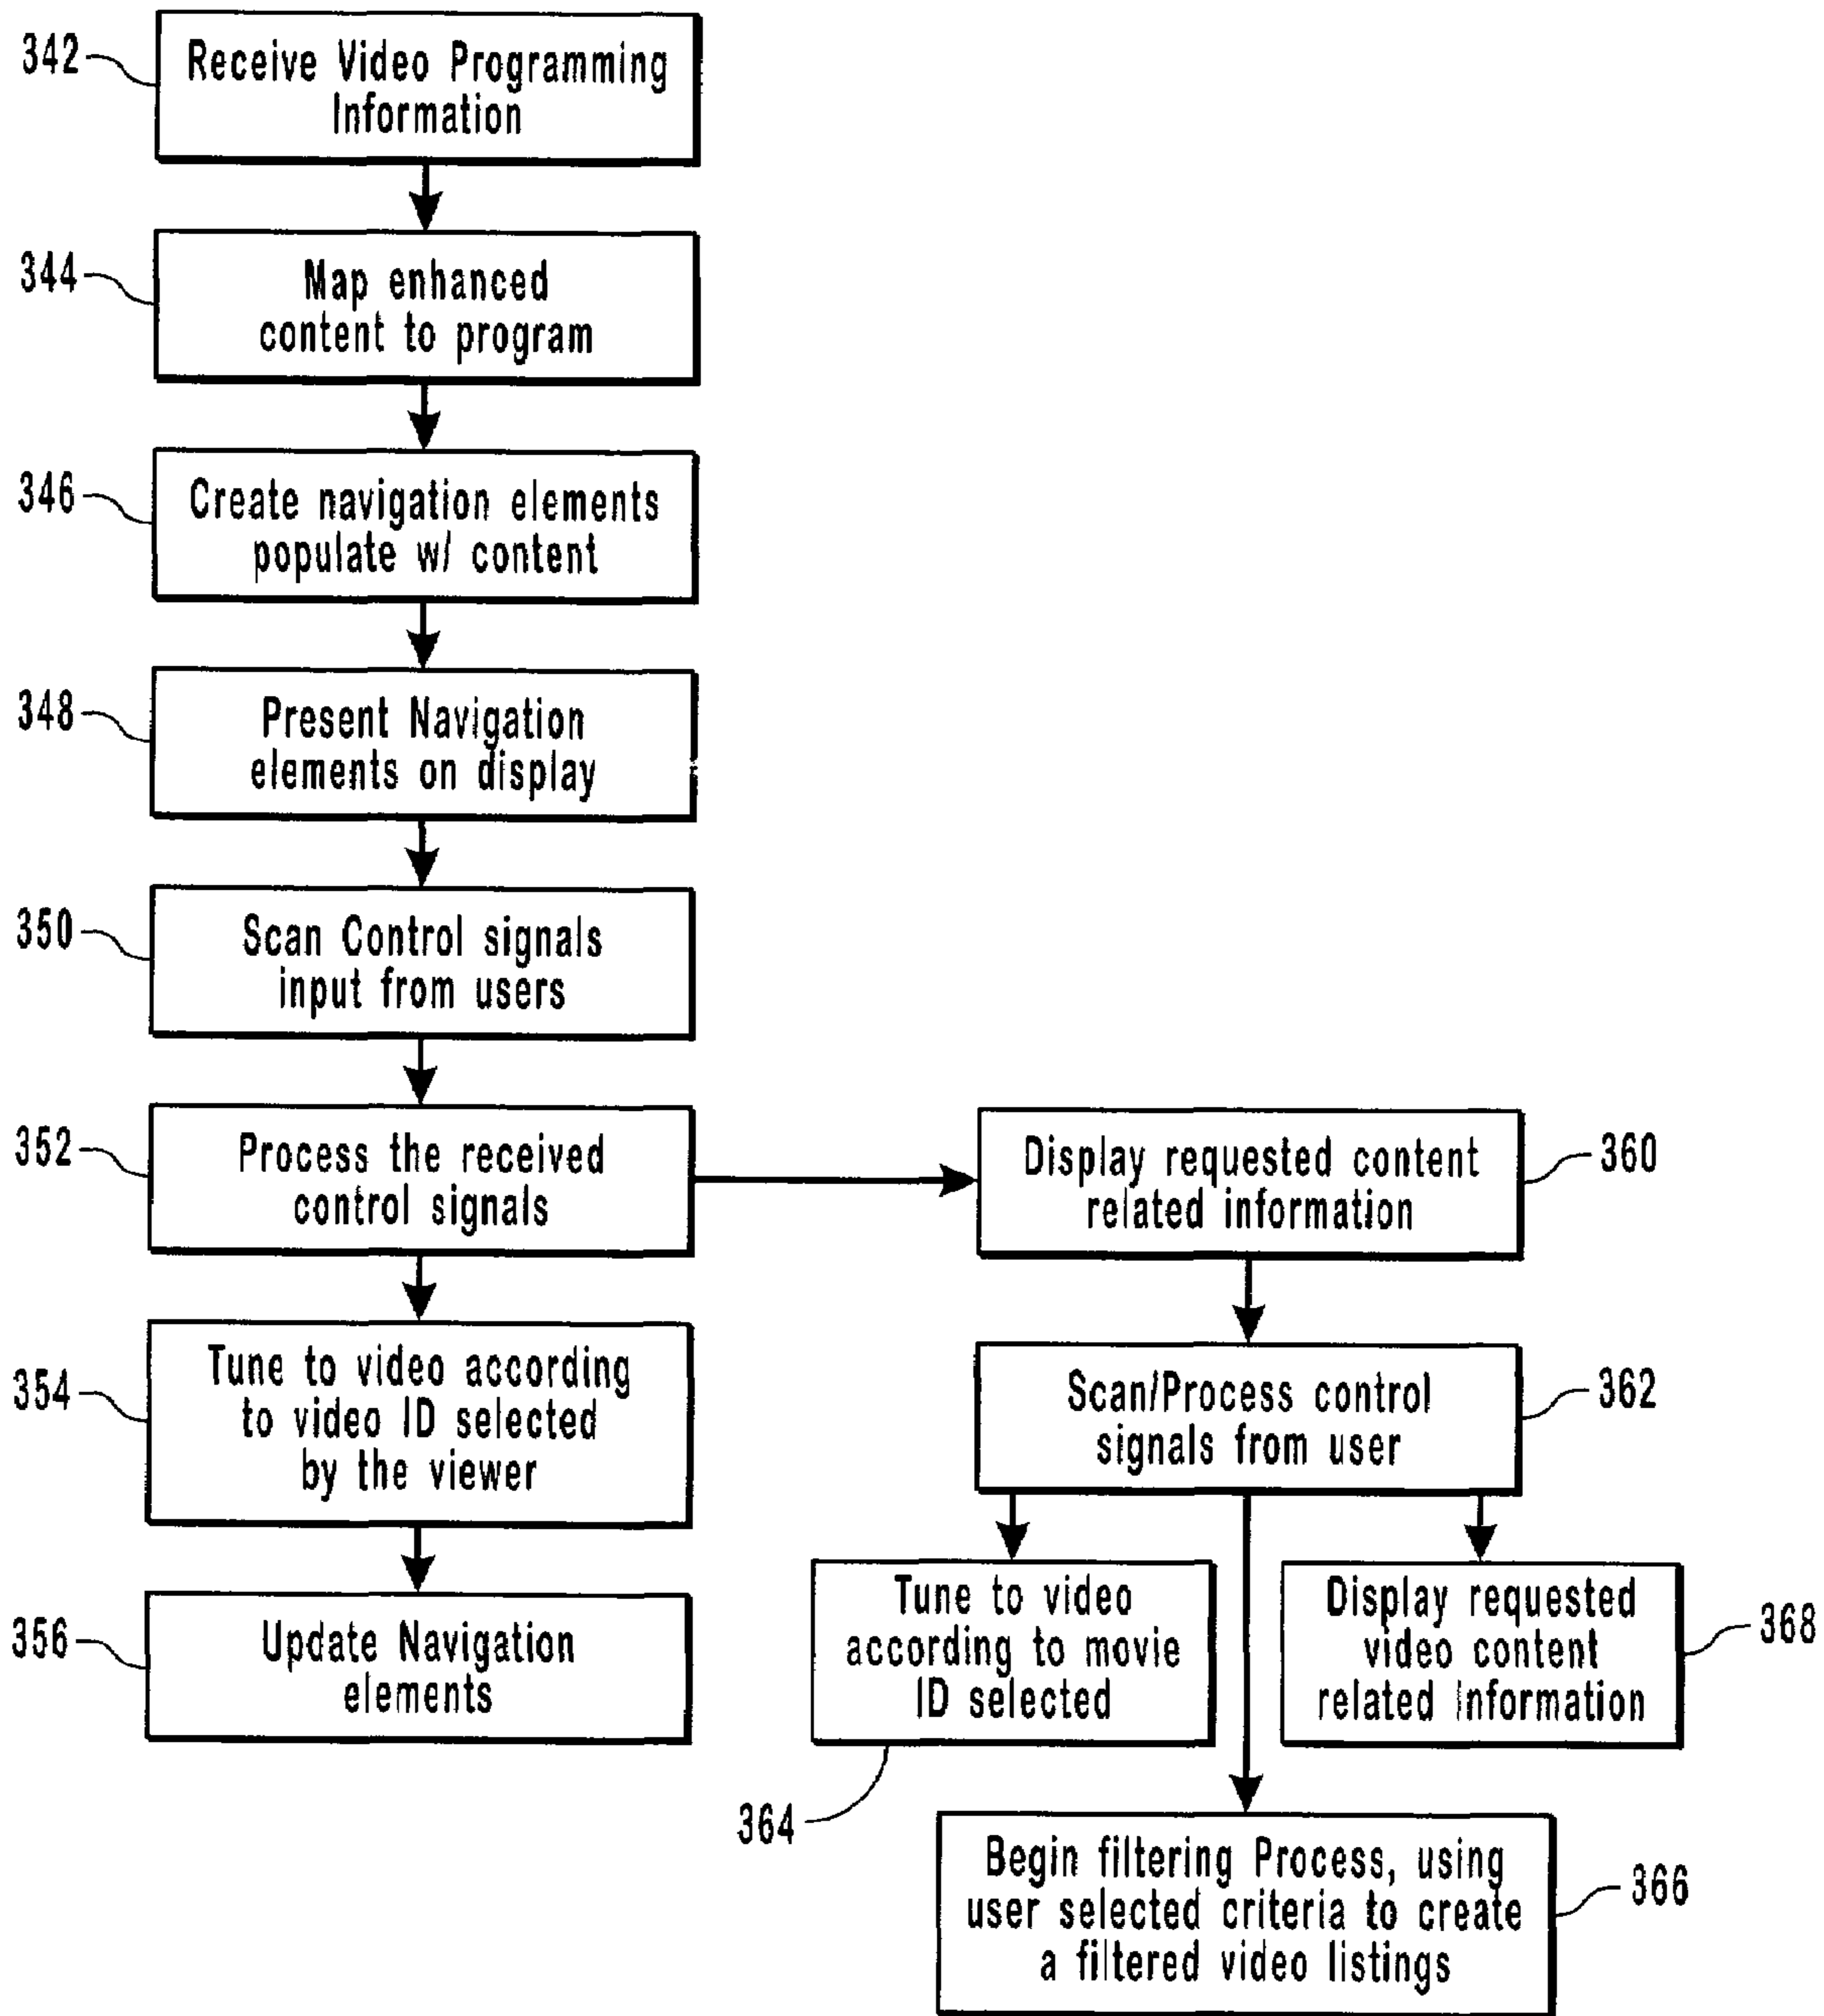 342
Receive Video Programming
Information
344
Map enhanced
content to program
346
Create navigation elements
populate w/ content
348
Present Navigation
elements on display
350
Scan Control signals
input from users
352
Process the received
control signals
354
Tune to video according
to video ID selected
by the viewer
356
Update Navigation
elements
Display requested content
related information
360
Scan/Process control
signals from user
362
Tune to video
according to movie
ID selected
364
Display requested
video content
related Information
368
Begin filtering Process, using
user selected criteria to create
a filtered video listings
366